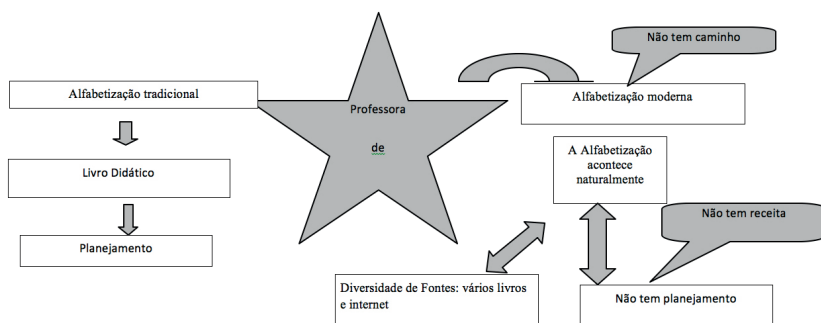 Não tem caminho
Alfabetização tradicional
Professora
de
Alfabetização moderna
Livro Didático
A Alfabetização
acontece
naturalmente
Não tem receita
Planejamento
Diversidade de Fontes: vários livros
e internet
Não tem planejamento